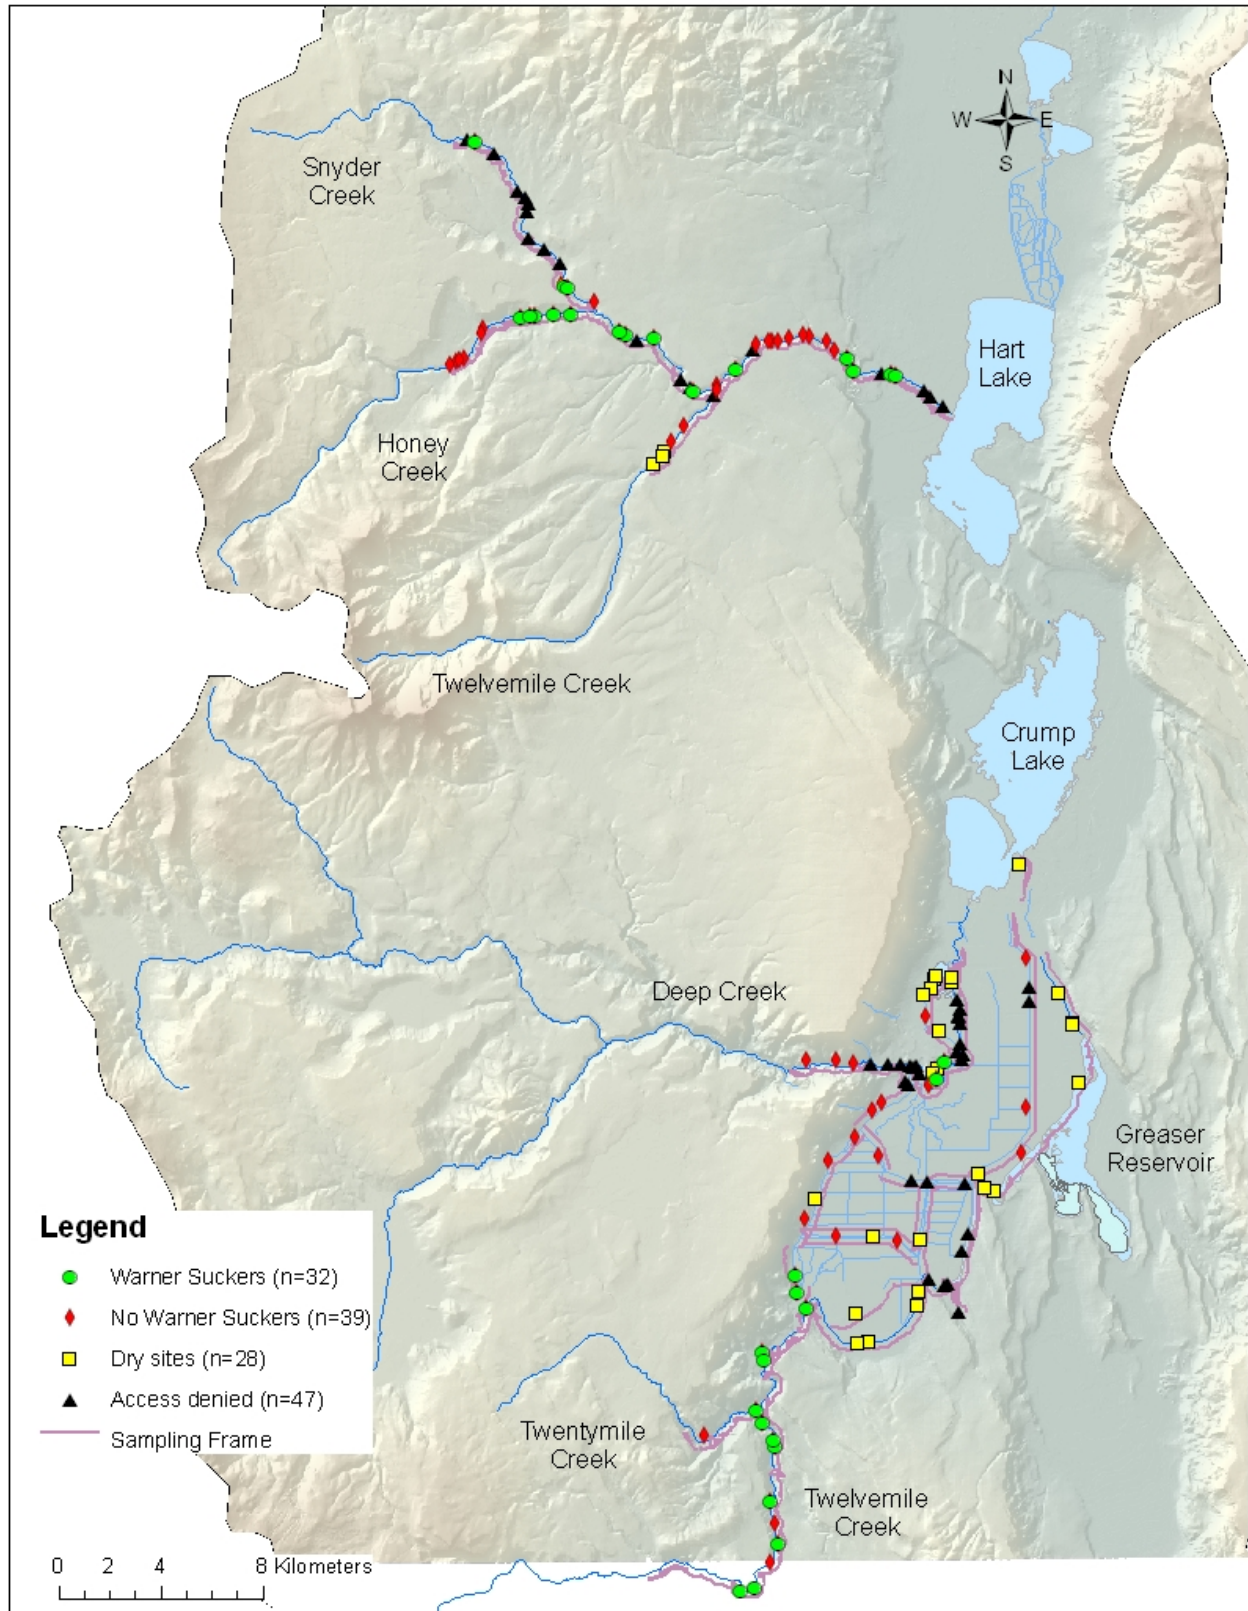 N
W E
S
Snyder
Creek
Hart
Lake
Honey
Creek
Twelvemile Creek
Crump
Lake
Deep Creek
Greaser
Reservoir
Legend
Warner Suckers (n=32)
No Warner Suckers (n=39)
Dry sites (n=28)
Access denied (n=47)
Sampling Frame
Twentymile
Creek
Twelvemile
Creek
0 2 4 8 Kilometers